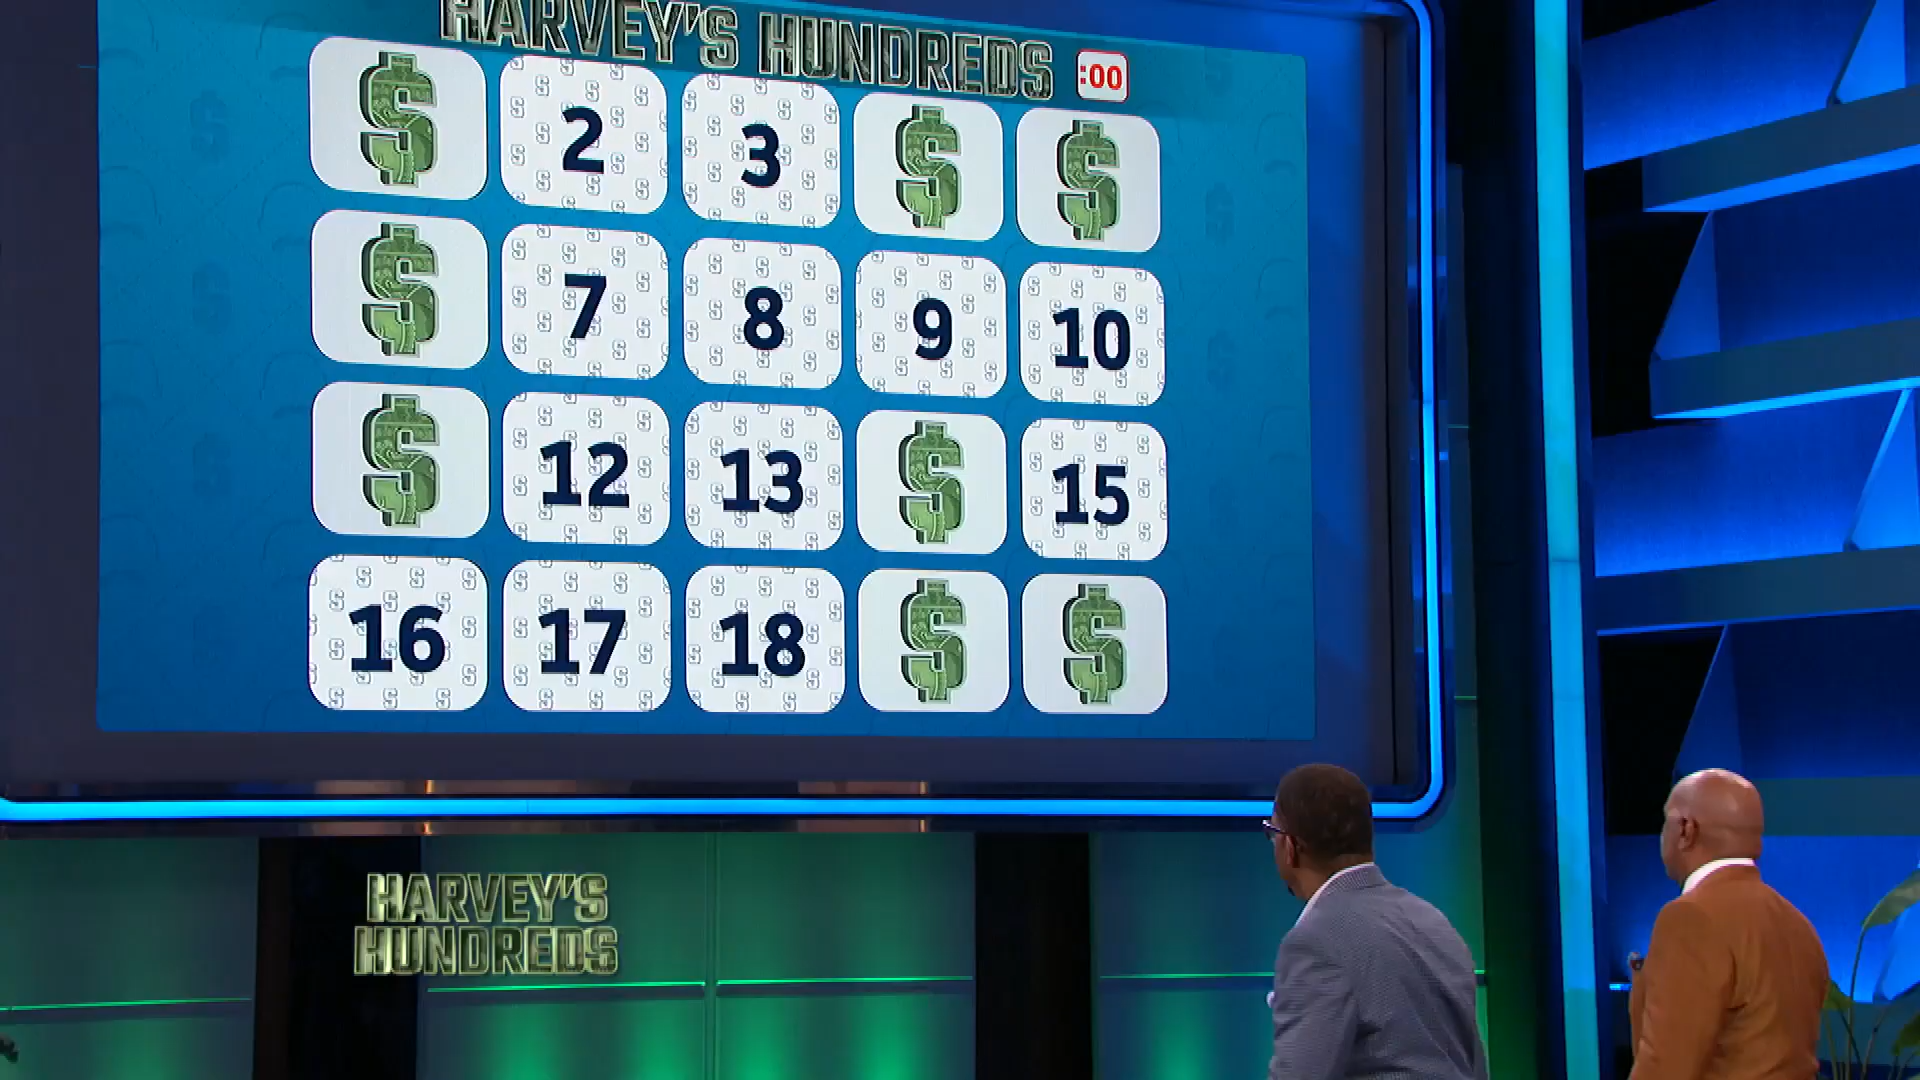 HARVEY'S HUNDREDS :00
$ 2 3 $ $
$ 7 8 9 10
$ 12 13 $ 15
16 17 18 $ $
HARVEY'S
HUNDREDS